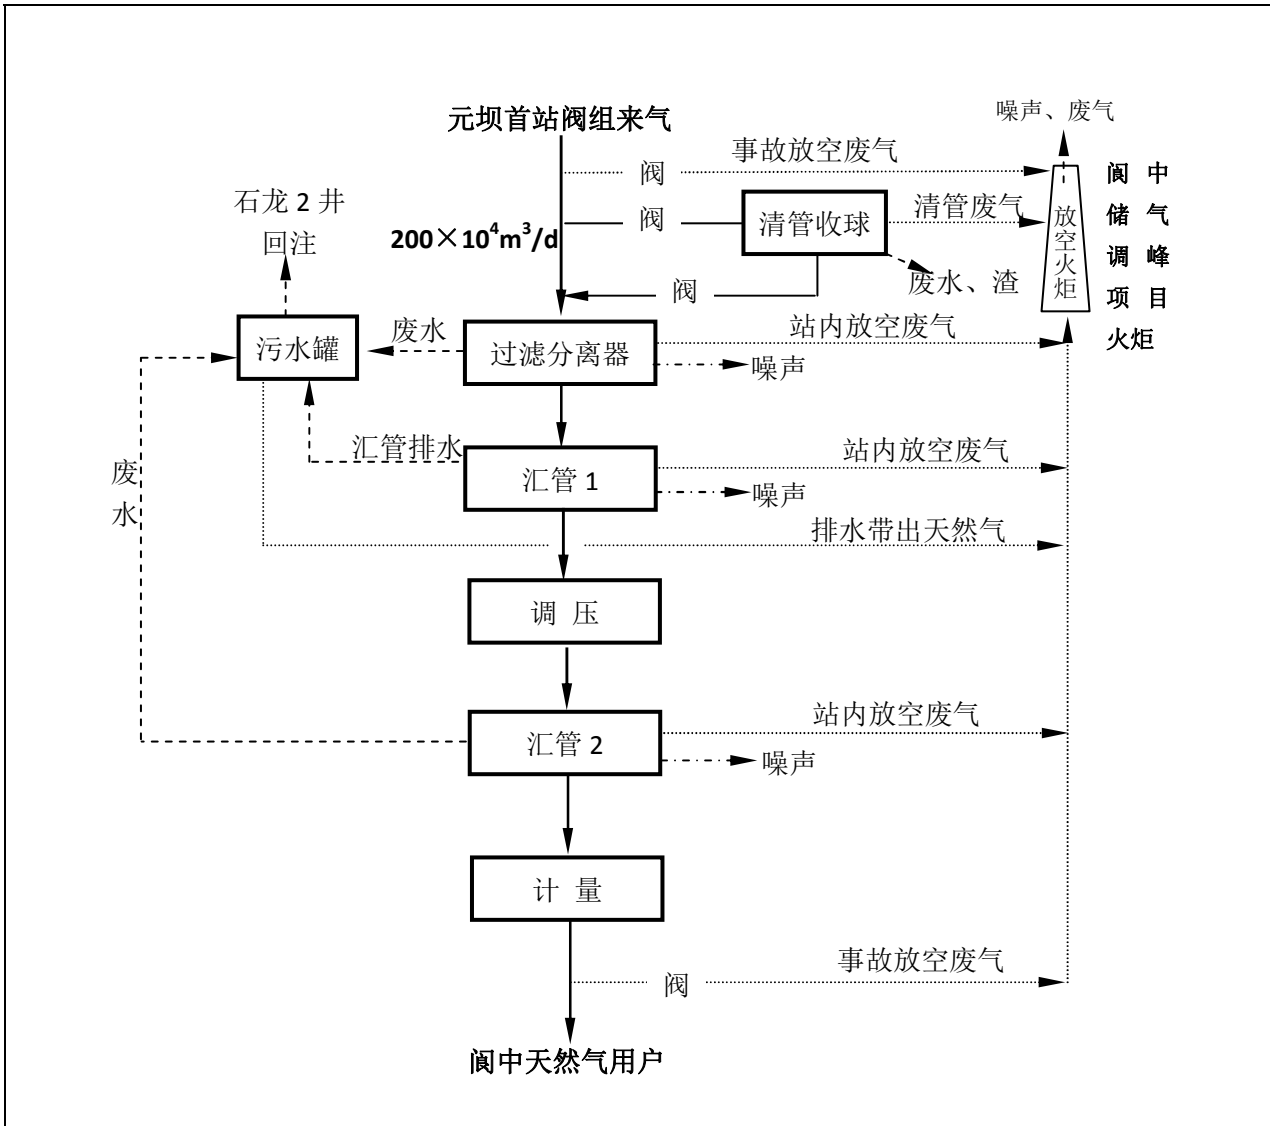 元坝首站阀组来气
噪声、废气
事故放空废气
阀
石龙 2 井
回注
200×10⁴m³/d
阀
清管收球
清管废气
放空火炬
阆 中
储 气
调 峰
项 目
火炬
废水、渣
阀
污水罐
废水
过滤分离器
站内放空废气
噪声
汇管排水
汇管 1
站内放空废气
噪声
废
水
排水带出天然气
调 压
汇管 2
站内放空废气
噪声
计 量
事故放空废气
阀
阆中天然气用户